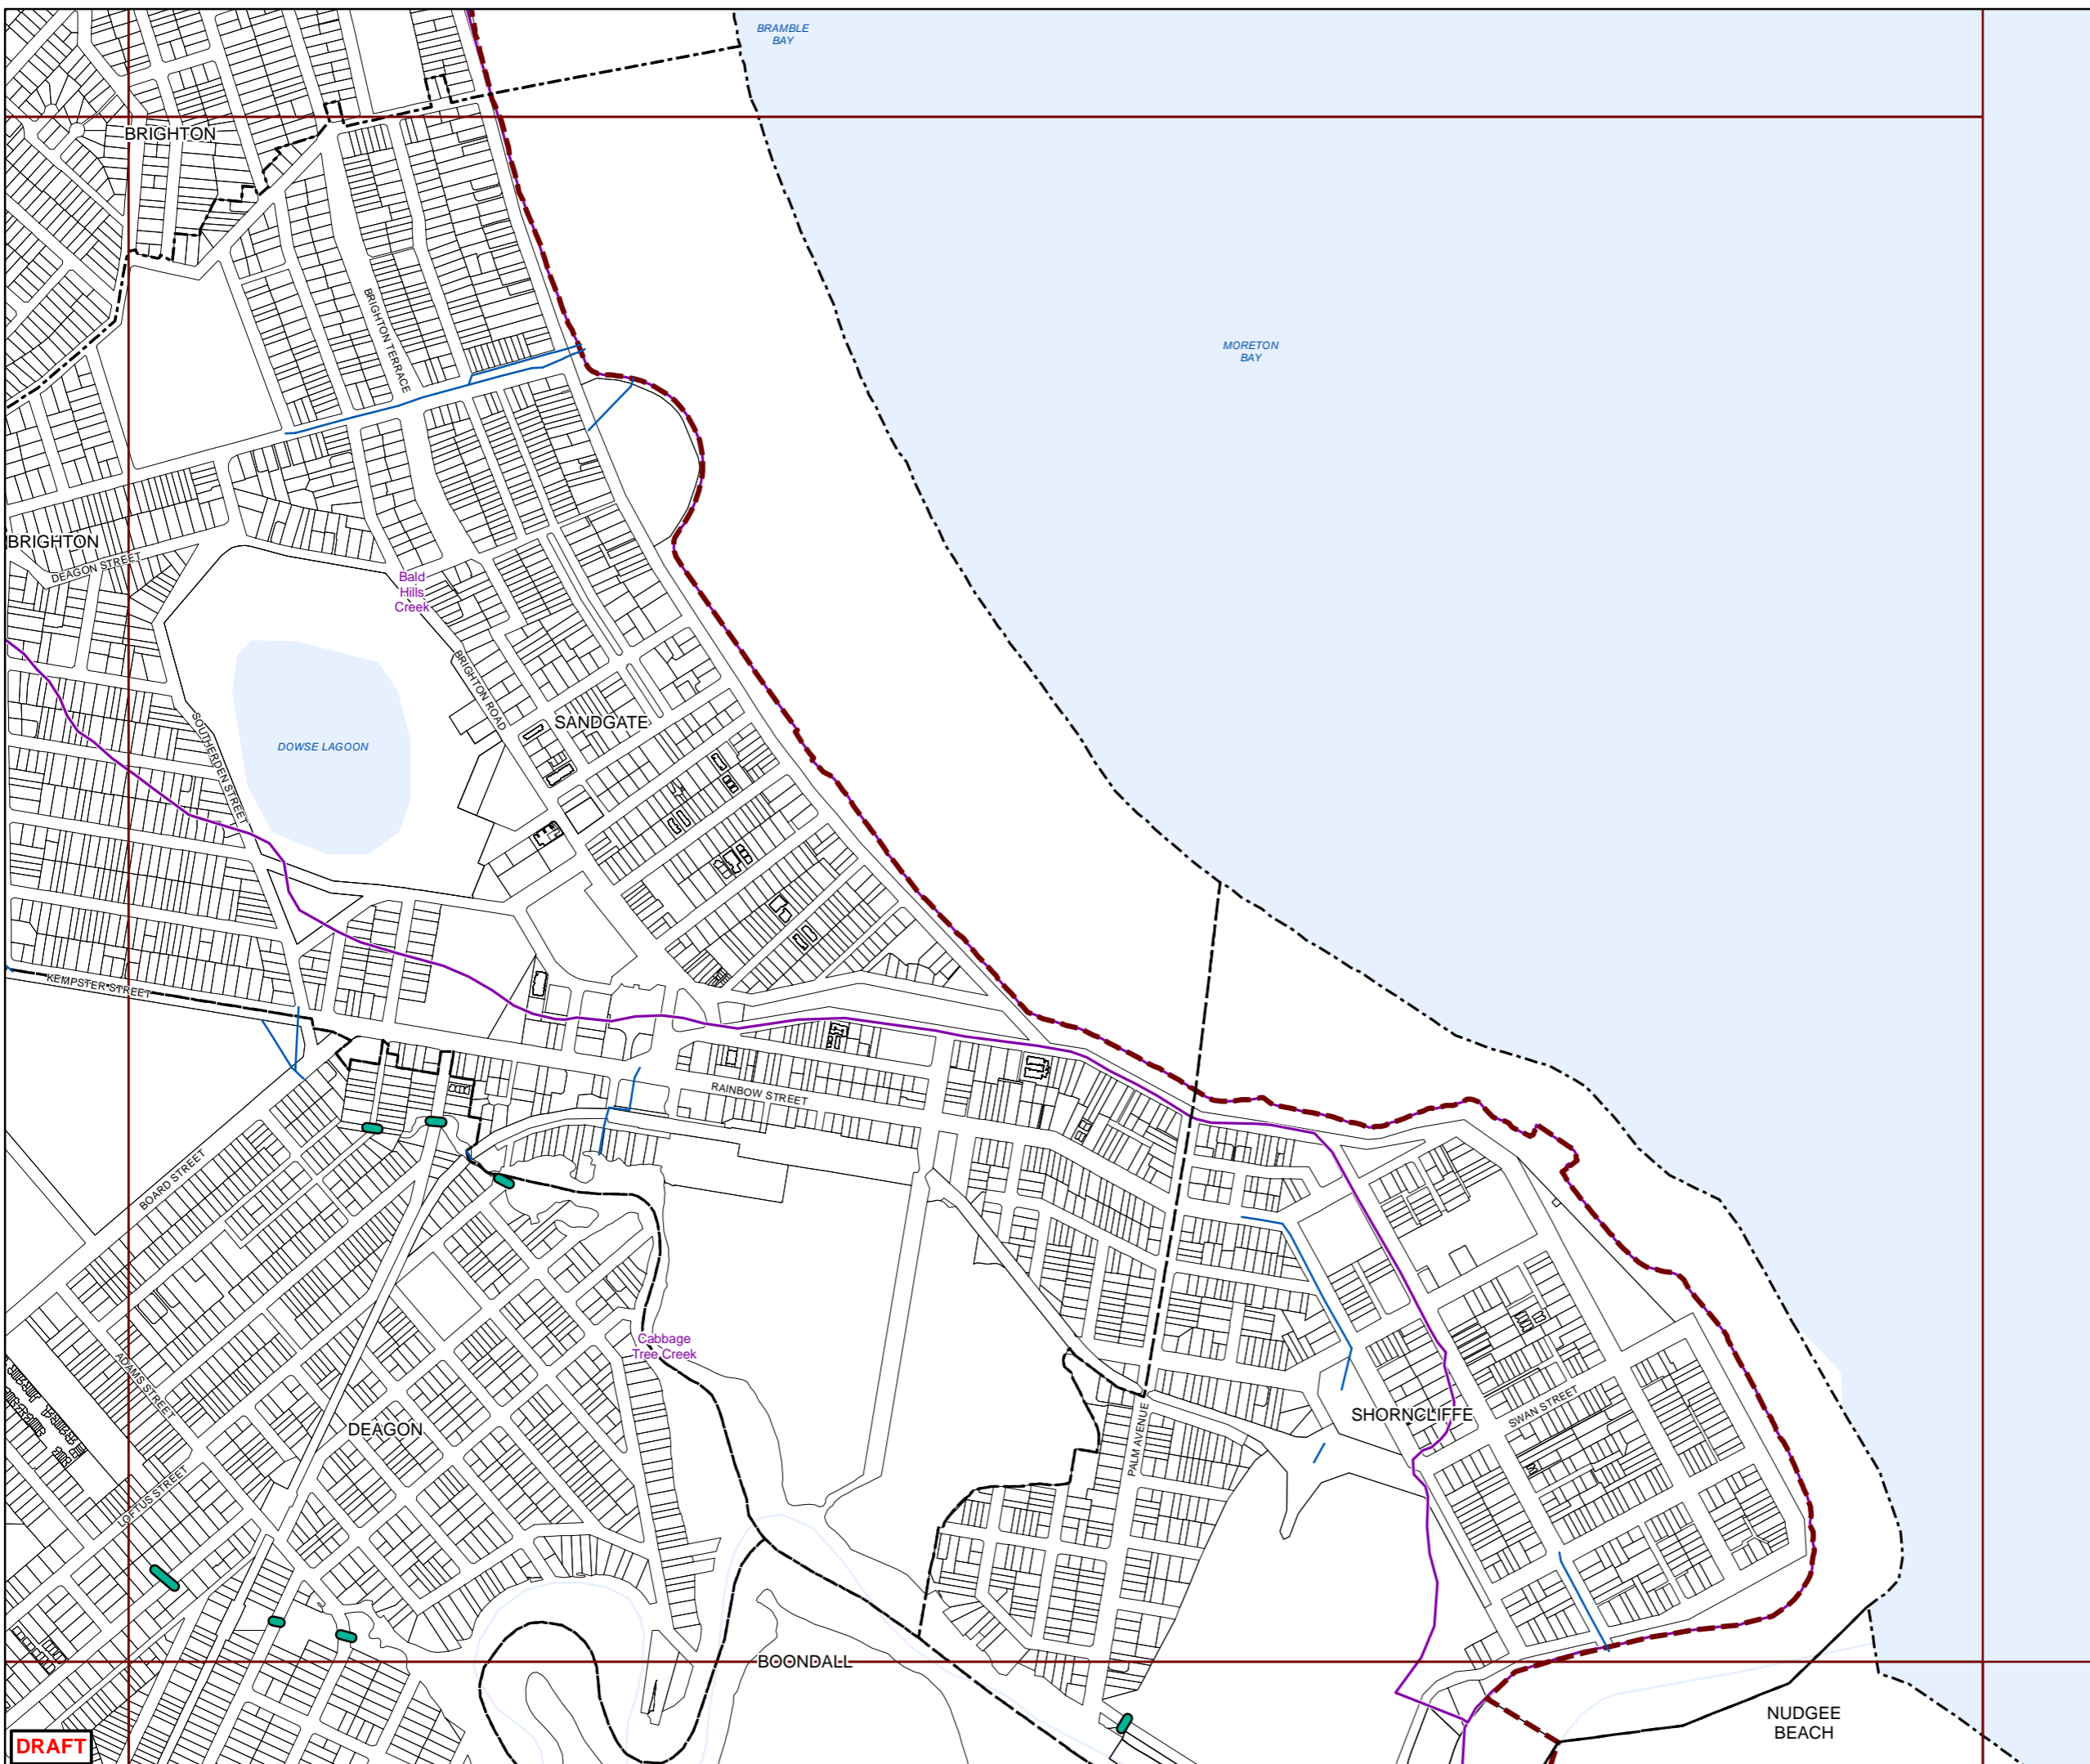 BRAMBLE
BAY
BRIGHTON
MORETON
BAY
BRIGHTON TERRACE
BRIGHTON
DEAGON STREET
Bald
Hills
Creek
BRIGHTON ROAD
SANDGATE
SOUTHERDEN STREET
DOWSE LAGOON
KEMPSTER STREET
RAINBOW STREET
BOARD STREET
Cabbage
Tree Creek
ADAMS STREET
DEAGON
SHORNCLIFFE
SWAN STREET
PALM AVENUE
LOFTUS STREET
BOONDALL
NUDGEE
BEACH
DRAFT